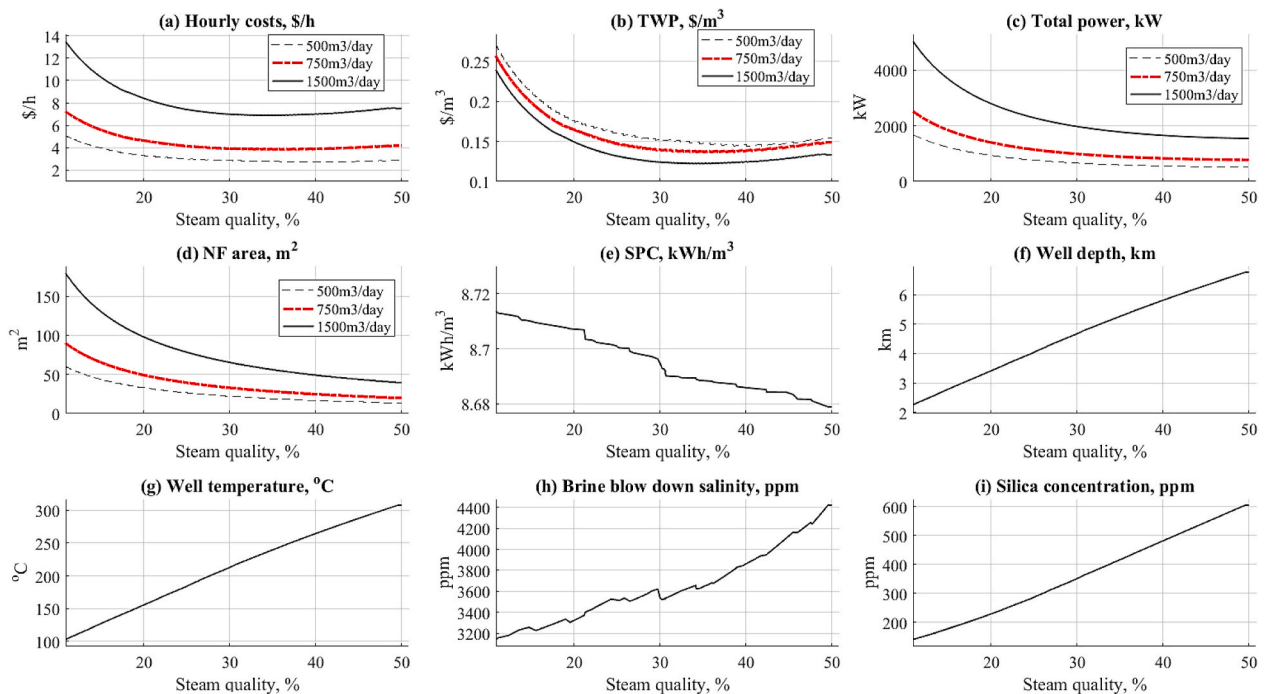 (a) Hourly costs, $/h
14
12
10
8
6
4
2
$/h
500m3/day
750m3/day
1500m3/day
20
30
40
50
Steam quality, %
(b) TWP, $/m³
0.25
0.2
0.15
0.1
$/m³
500m3/day
750m3/day
1500m3/day
20
30
40
50
Steam quality, %
(c) Total power, kW
4000
2000
0
kW
500m3/day
750m3/day
1500m3/day
20
30
40
50
Steam quality, %
(d) NF area, m²
150
100
50
0
m²
500m3/day
750m3/day
1500m3/day
20
30
40
50
Steam quality, %
(e) SPC, kWh/m³
8.72
8.7
8.68
kWh/m³
20
30
40
50
Steam quality, %
(f) Well depth, km
6
5
4
3
2
km
20
30
40
50
Steam quality, %
(g) Well temperature, ᵒC
300
250
200
150
100
ᵒC
20
30
40
50
Steam quality, %
(h) Brine blow down salinity, ppm
4400
4200
4000
3800
3600
3400
3200
ppm
20
30
40
50
Steam quality, %
(i) Silica concentration, ppm
600
500
400
300
200
ppm
20
30
40
50
Steam quality, %